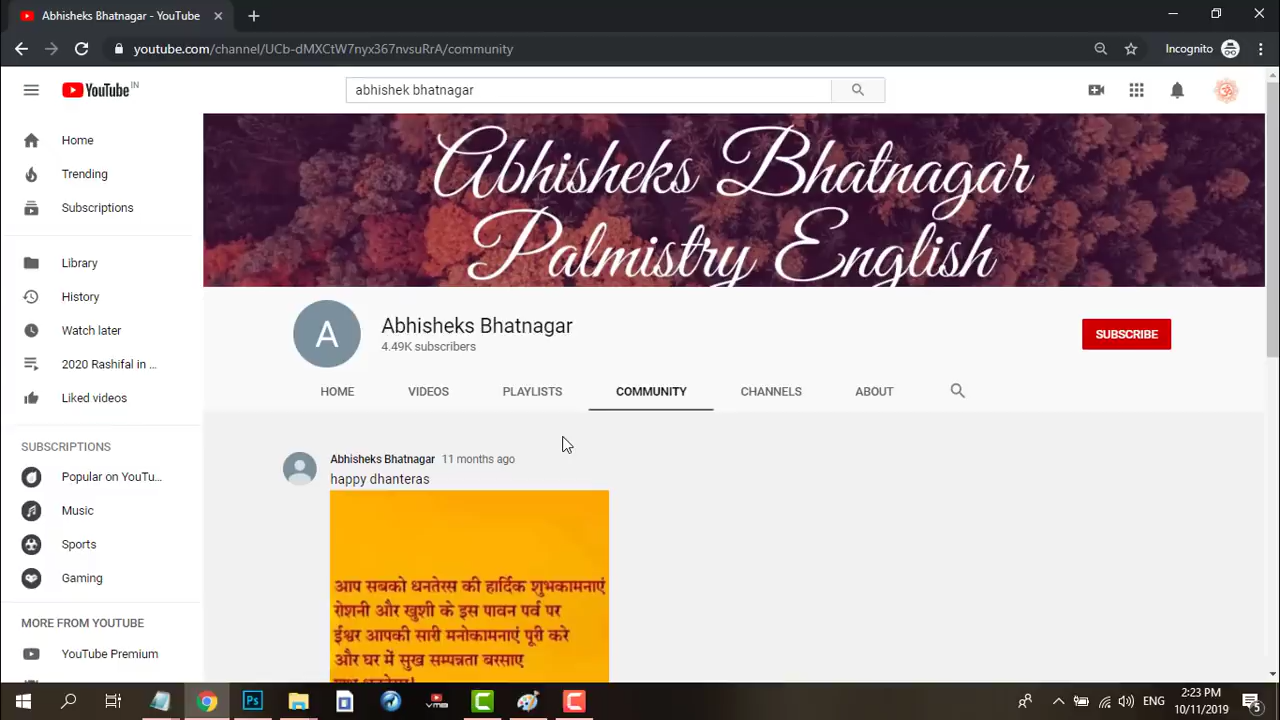 Abhisheks Bhatnagar - YouTube
youtube.com/channel/UCb-dMXCtW7nyx367nvsuRrA/community
Incognito
YouTube IN
abhishek bhatnagar
Home
Trending
Subscriptions
Library
History
Watch later
2020 Rashifal in ...
Liked videos
SUBSCRIPTIONS
Popular on YouTu...
Music
Sports
Gaming
MORE FROM YOUTUBE
YouTube Premium
Abhisheks Bhatnagar
Palmistry English
A
Abhisheks Bhatnagar
4.49K subscribers
SUBSCRIBE
HOME VIDEOS PLAYLISTS COMMUNITY CHANNELS ABOUT
Abhisheks Bhatnagar 11 months ago
happy dhanteras
आप सबको धनतेरस की हार्दिक शुभकामनाएं
रोशनी और खुशी के इस पावन पर्व पर
ईश्वर आपकी सारी मनोकामनाएं पूरी करे
और घर में सुख सम्पन्नता बरसाए
Ps
VMB
ENG
2:23 PM
10/11/2019
5